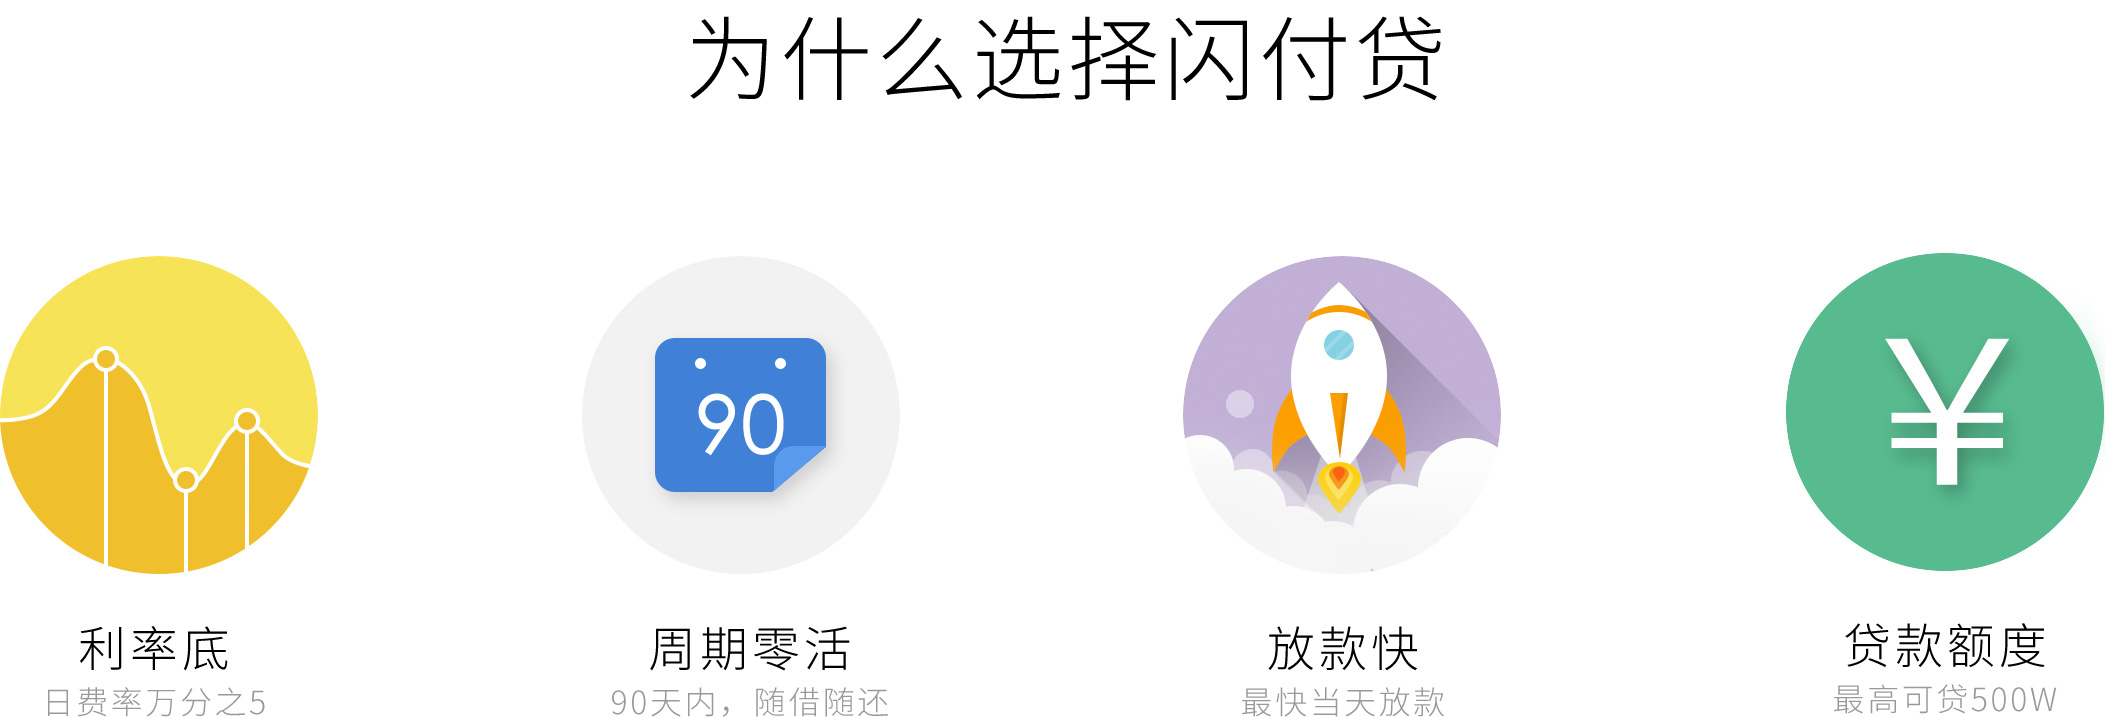 为什么选择闪付贷
90
¥
利率底
日费率万分之5
周期零活
90天内，随借随还
放款快
最快当天放款
贷款额度
最高可贷500W